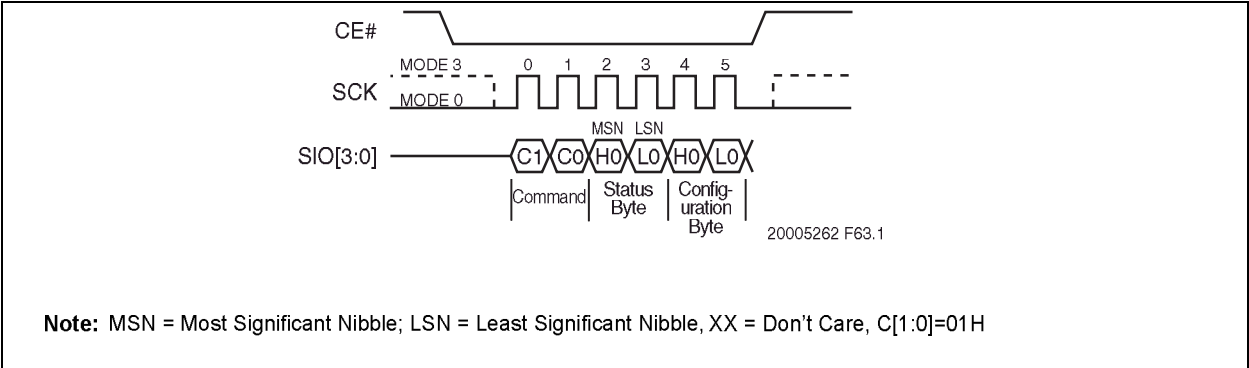 CE#
MODE 3 0 1 2 3 4 5
SCK
MODE 0
MSN LSN
SIO[3:0] C1 C0 H0 L0 H0 L0
Command Status Byte Config-uration Byte
20005262 F63.1
Note: MSN = Most Significant Nibble; LSN = Least Significant Nibble, XX = Don't Care, C[1:0]=01H